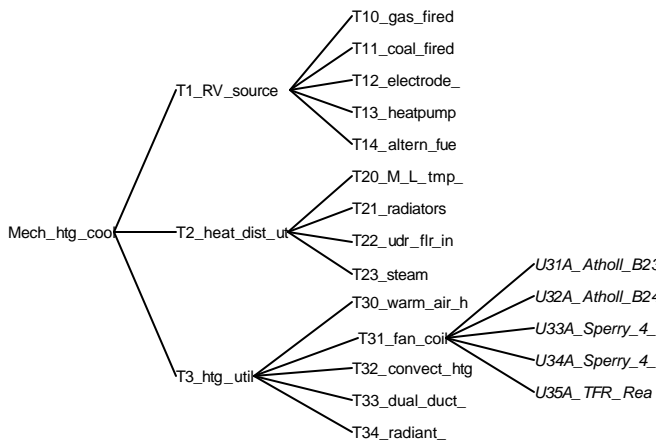 Mech_htg_cool
T1_RV_source
T10_gas_fired
T11_coal_fired
T12_electrode_
T13_heatpump
T14_altern_fue
T2_heat_dist_ut
T20_M_L_tmp_
T21_radiators
T22_udr_flr_in
T23_steam
T3_htg_util
T30_warm_air_h
T31_fan_coil
U31A_Atholl_B23
U32A_Atholl_B24
U33A_Sperry_4_
U34A_Sperry_4_
U35A_TFR_Rea
T32_convect_htg
T33_dual_duct_
T34_radiant_